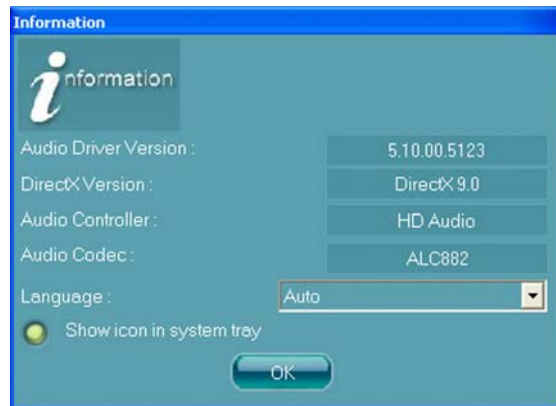 Information
information
Audio Driver Version : 5.10.00.5123
DirectX Version : DirectX 9.0
Audio Controller : HD Audio
Audio Codec : ALC882
Language : Auto
Show icon in system tray
OK